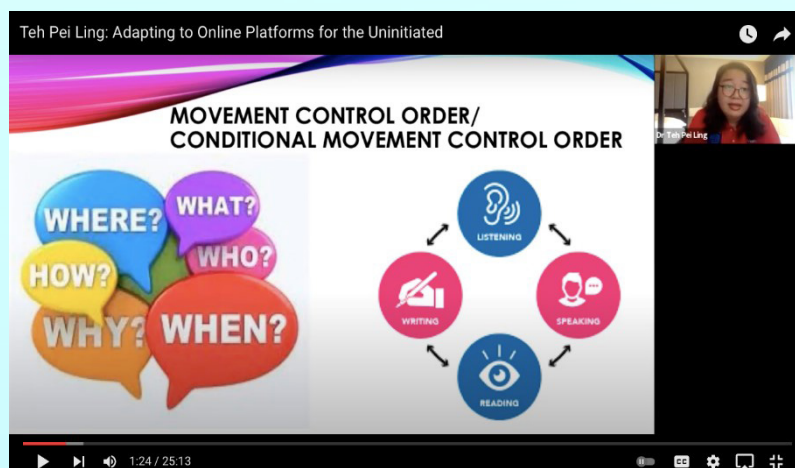 Teh Pei Ling: Adapting to Online Platforms for the Uninitiated
MOVEMENT CONTROL ORDER/
CONDITIONAL MOVEMENT CONTROL ORDER
Dr Teh Pei Ling
WHERE?
WHAT?
WHO?
HOW?
WHY?
WHEN?
LISTENING
WRITING
SPEAKING
READING
1:24 / 25:13
CC